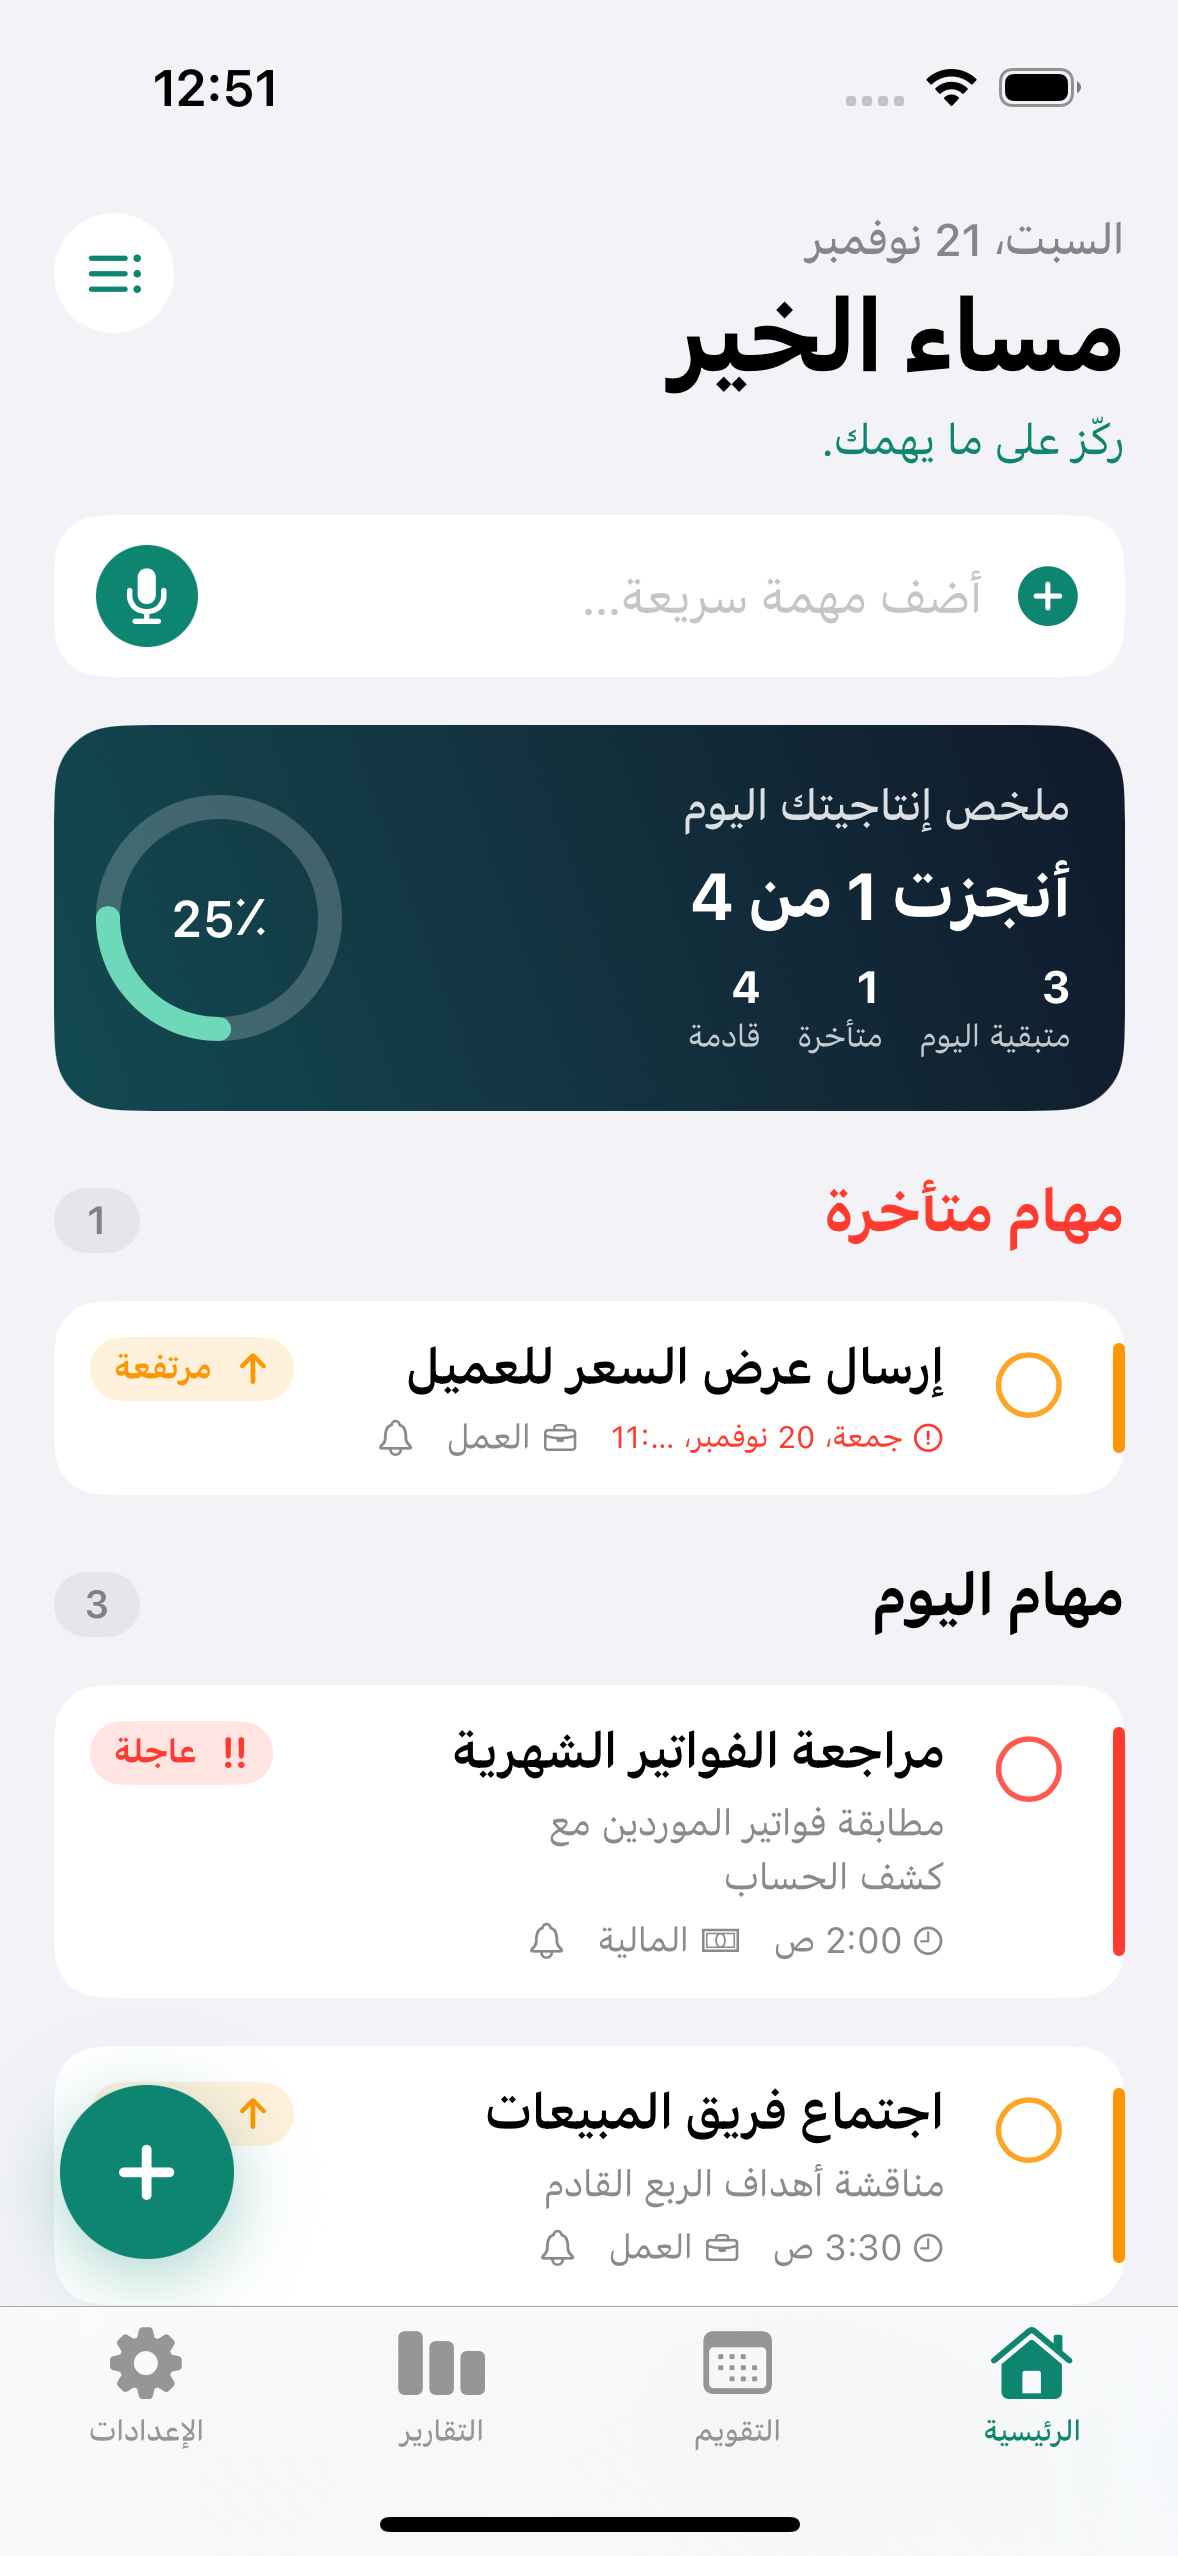 12:51
السبت، 21 نوفمبر
مساء الخير
ركّز على ما يهمك.
أضف مهمة سريعة...
ملخص إنتاجيتك اليوم
أنجزت 1 من 4
25٪
3 1 4
متبقية اليوم متأخرة قادمة
مهام متأخرة
1
إرسال عرض السعر للعميل
مرتفعة
جمعة، 20 نوفمبر، ...:11 العمل
مهام اليوم
3
مراجعة الفواتير الشهرية
!! عاجلة
مطابقة فواتير الموردين مع
كشف الحساب
2:00 ص المالية
اجتماع فريق المبيعات
مناقشة أهداف الربع القادم
3:30 ص العمل
الرئيسية التقويم التقارير الإعدادات